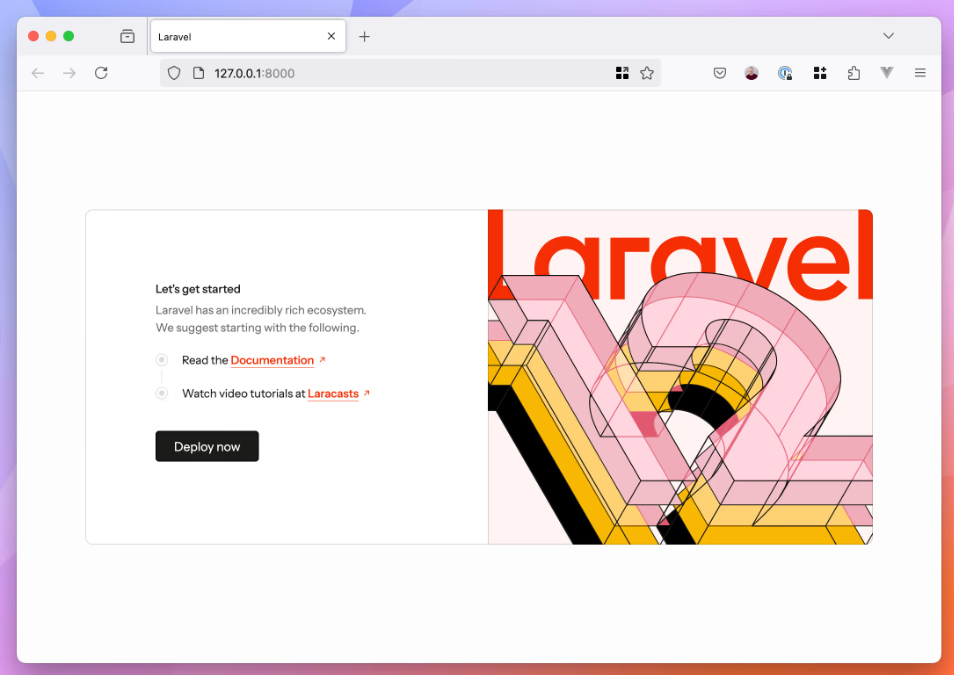 Laravel
127.0.0.1:8000
Let's get started
Laravel has an incredibly rich ecosystem.
We suggest starting with the following.
Read the Documentation ↗
Watch video tutorials at Laracasts ↗
Deploy now
Laravel